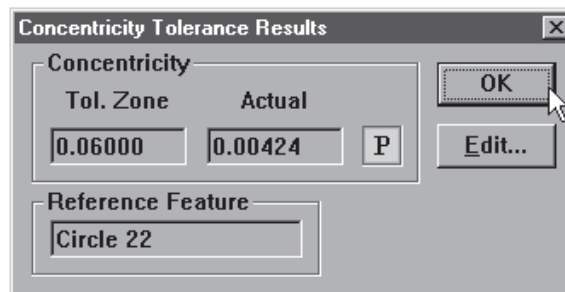 Concentricity Tolerance Results
Concentricity
Tol. Zone Actual
0.06000 0.00424 P
OK
Edit...
Reference Feature
Circle 22